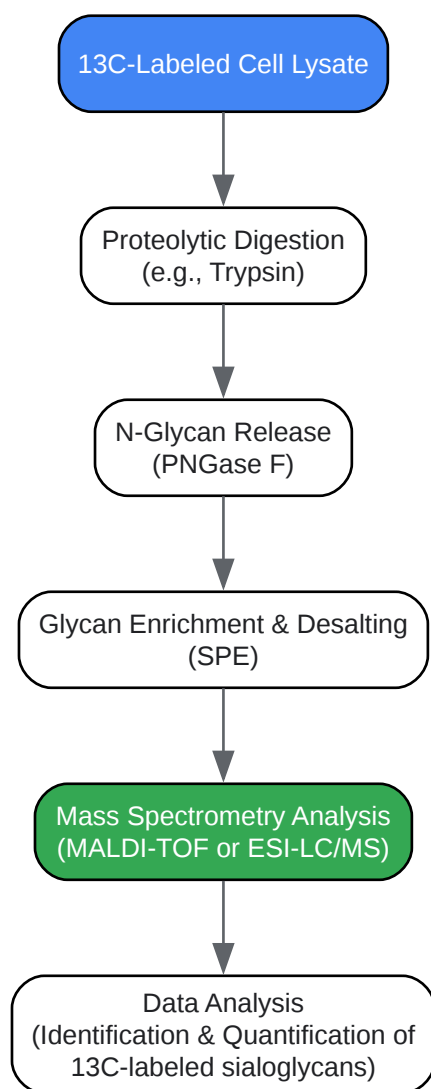 13C-Labeled Cell Lysate
Proteolytic Digestion
(e.g., Trypsin)
N-Glycan Release
(PNGase F)
Glycan Enrichment & Desalting
(SPE)
Mass Spectrometry Analysis
(MALDI-TOF or ESI-LC/MS)
Data Analysis
(Identification & Quantification of
13C-labeled sialoglycans)